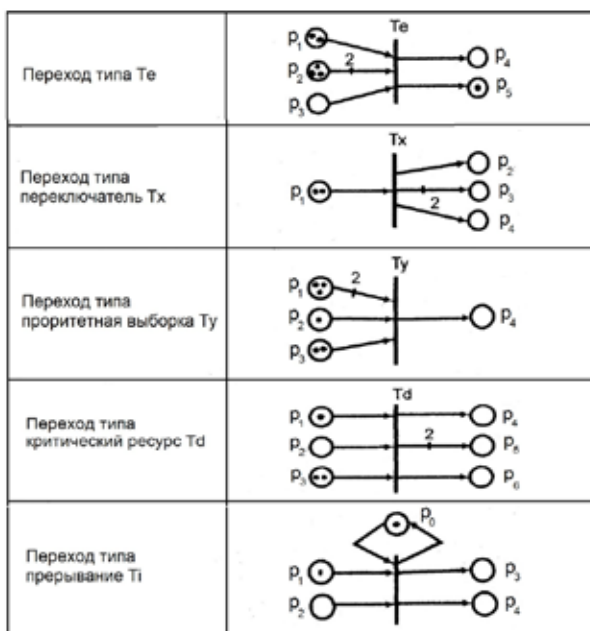 Переход типа Te
Te
p1
p2
2
p3
p4
p5
Переход типа
переключатель Tx
Tx
p1
p2
p3
2
p4
Переход типа
проритетная выборка Ty
Ty
p1
2
p2
p3
p4
Переход типа
критический ресурс Td
Td
p1
p2
p3
p4
2
p5
p6
Переход типа
прерывание Ti
p0
p1
p2
p3
p4